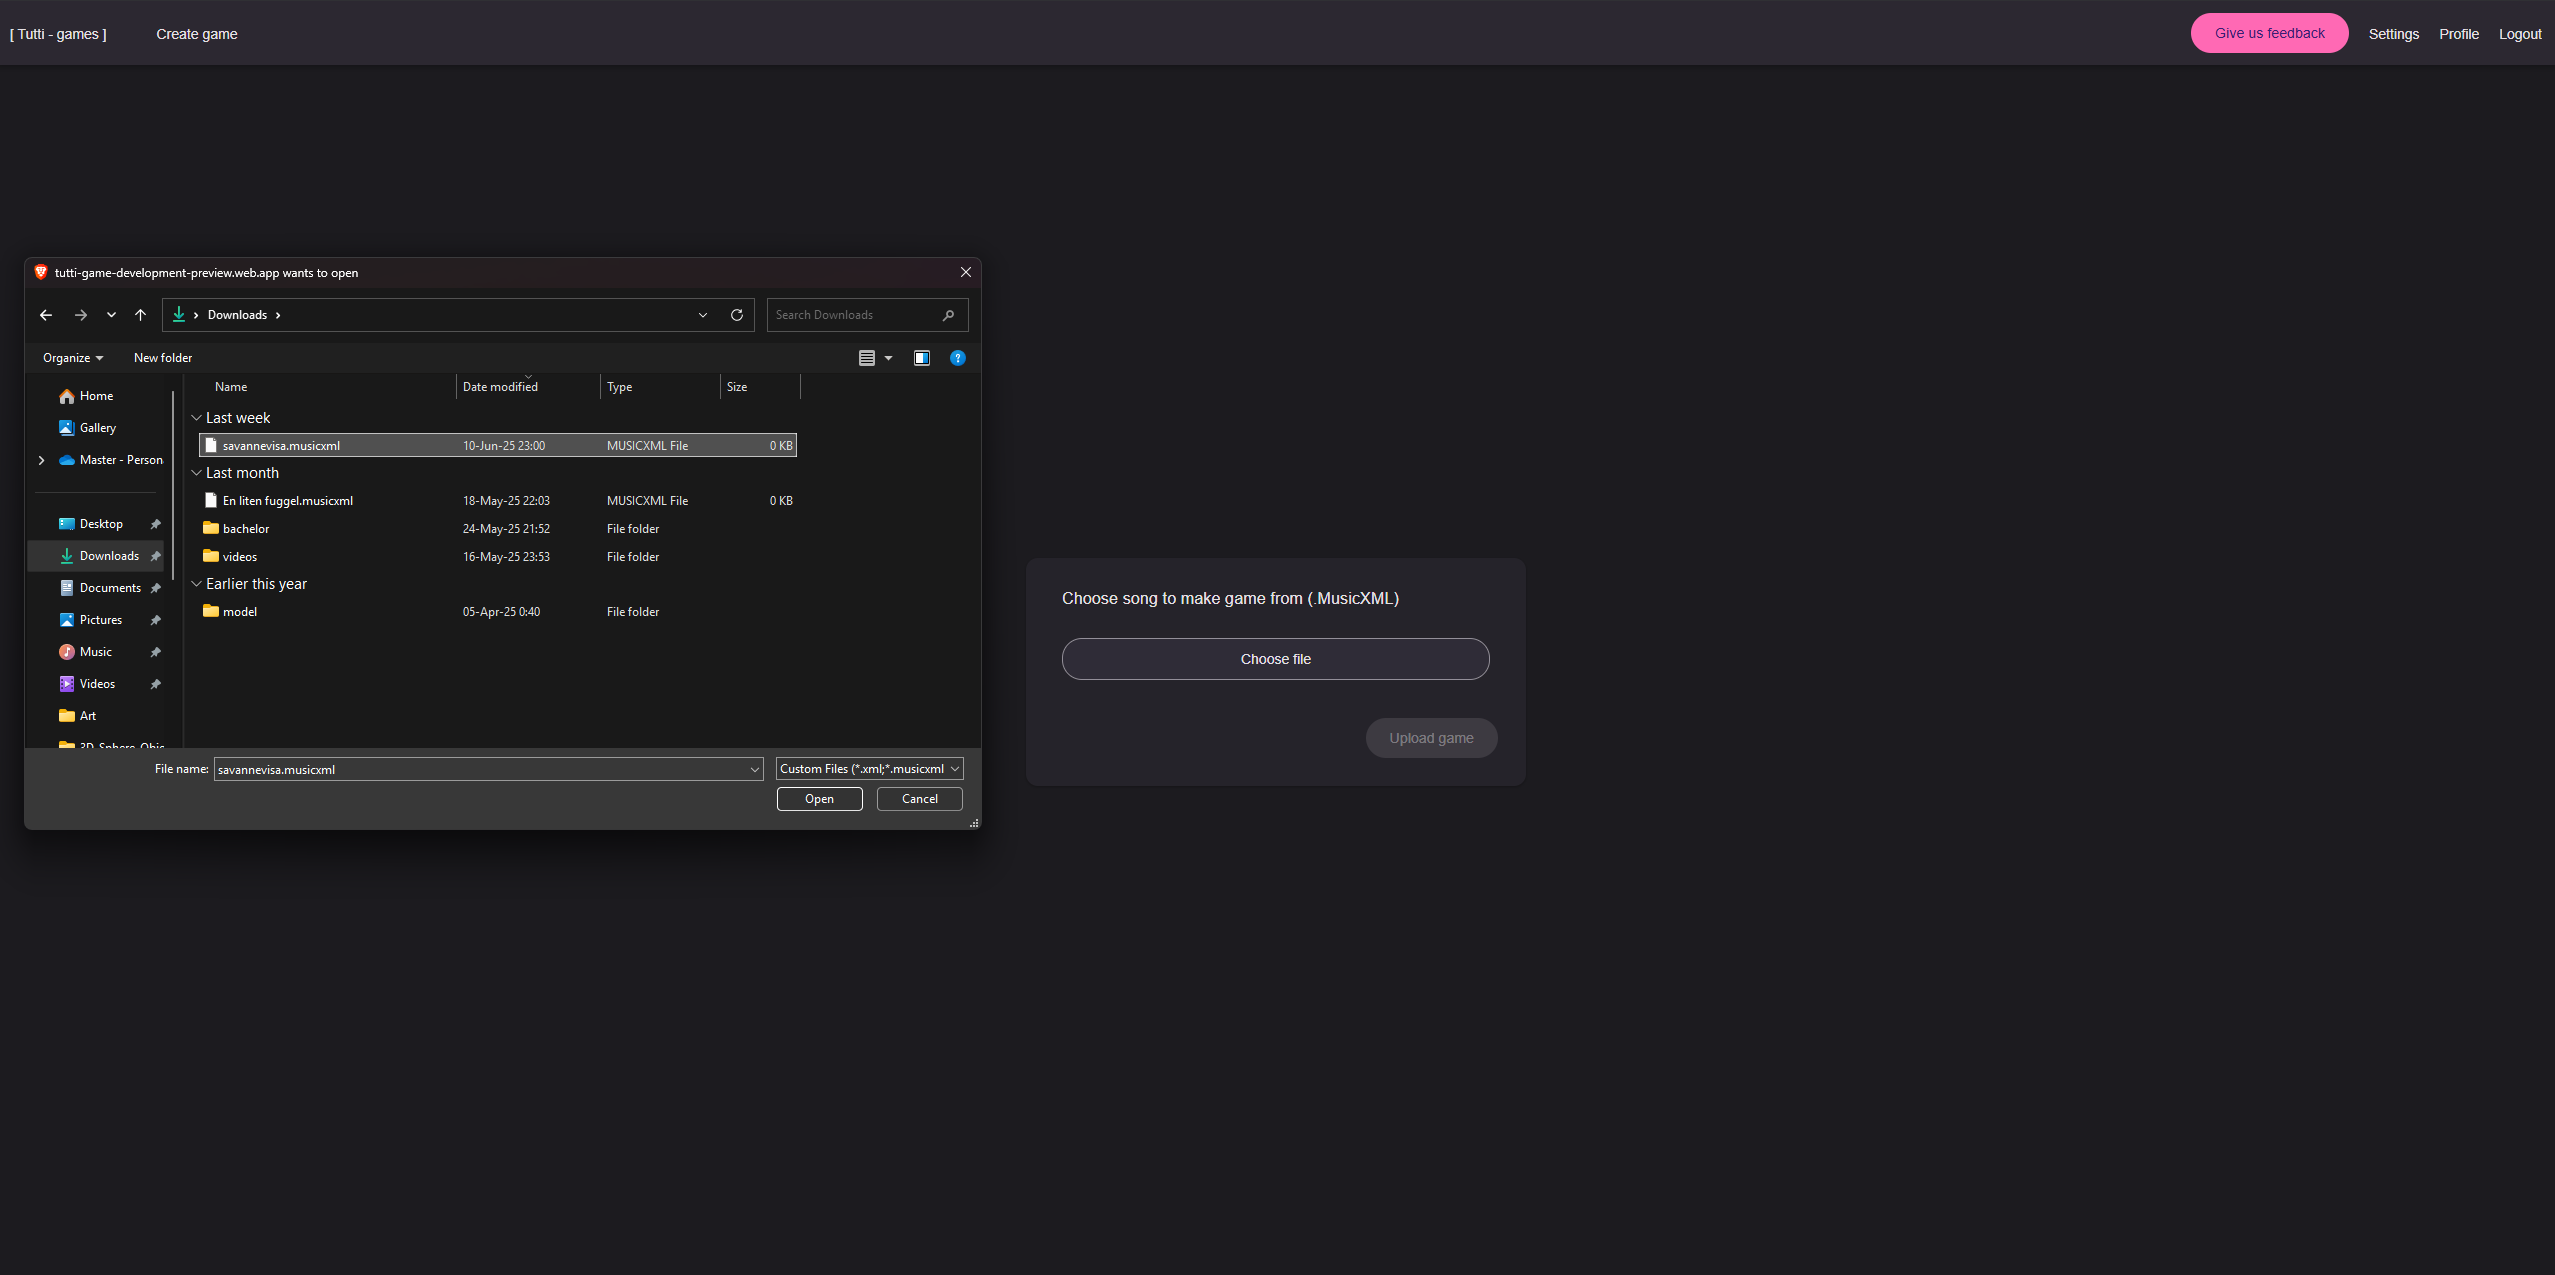 [ Tutti - games ] Create game Give us feedback Settings Profile Logout
tutti-game-development-preview.web.app wants to open
Downloads Search Downloads
Organize New folder
Home
Gallery
Master - Person
Desktop
Downloads
Documents
Pictures
Music
Videos
Art
Name Date modified Type Size
Last week
savannevisa.musicxml 10-Jun-25 23:00 MUSICXML File 0 KB
Last month
En liten fuggel.musicxml 18-May-25 22:03 MUSICXML File 0 KB
bachelor 24-May-25 21:52 File folder
videos 16-May-25 23:53 File folder
Earlier this year
model 05-Apr-25 0:40 File folder
File name: savannevisa.musicxml Custom Files (*.xml;*.musicxml
Open Cancel
Choose song to make game from (.MusicXML)
Choose file
Upload game